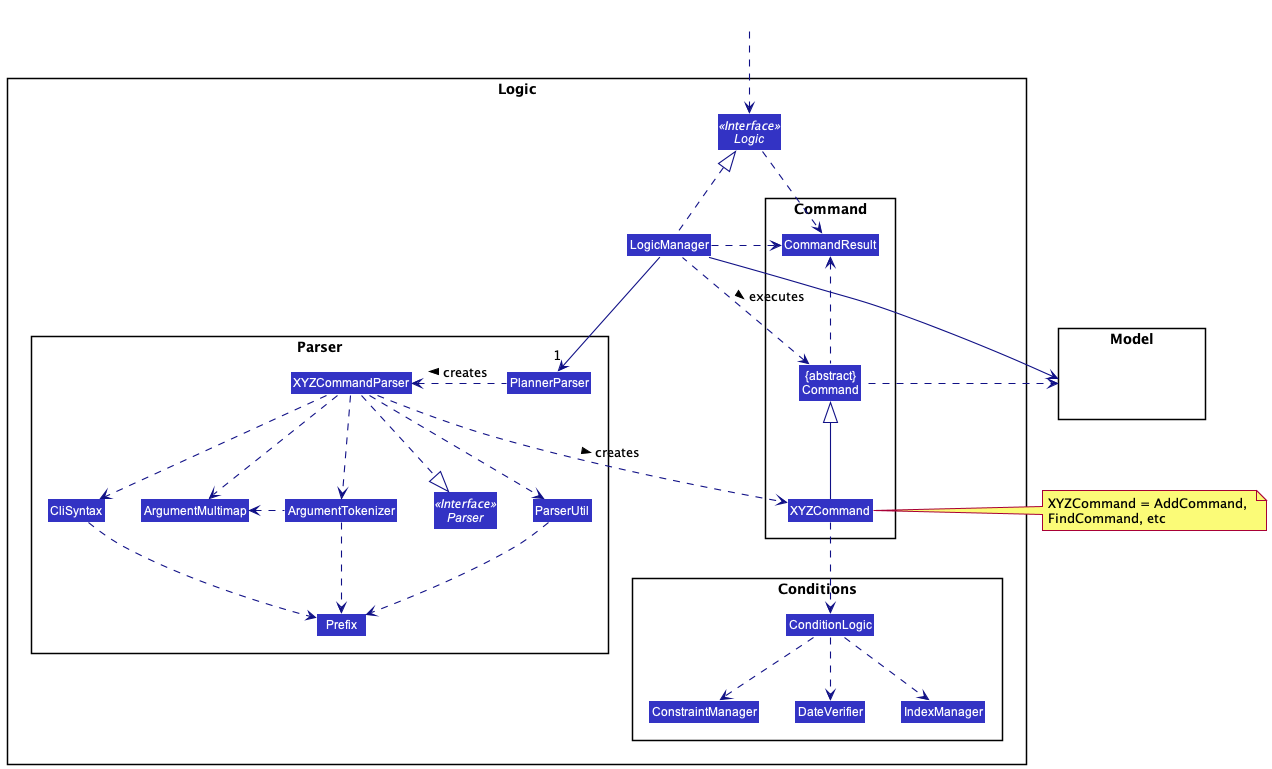 Logic
«Interface»
Logic
Command
LogicManager
CommandResult
executes
Parser
1
Model
creates
XYZCommandParser
PlannerParser
{abstract}
Command
creates
CliSyntax
ArgumentMultimap
ArgumentTokenizer
«Interface»
Parser
ParserUtil
XYZCommand
XYZCommand = AddCommand,
FindCommand, etc
Conditions
Prefix
ConditionLogic
ConstraintManager
DateVerifier
IndexManager